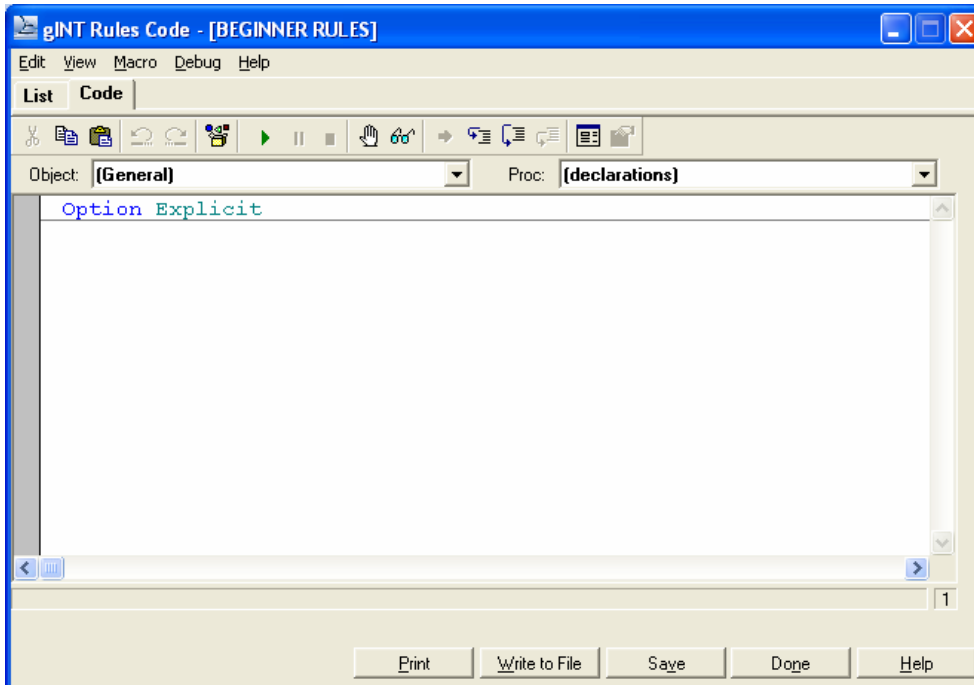 gINT Rules Code - [BEGINNER RULES]
Edit View Macro Debug Help
List Code
Object: (General) Proc: (declarations)
Option Explicit
1
Print Write to File Save Done Help